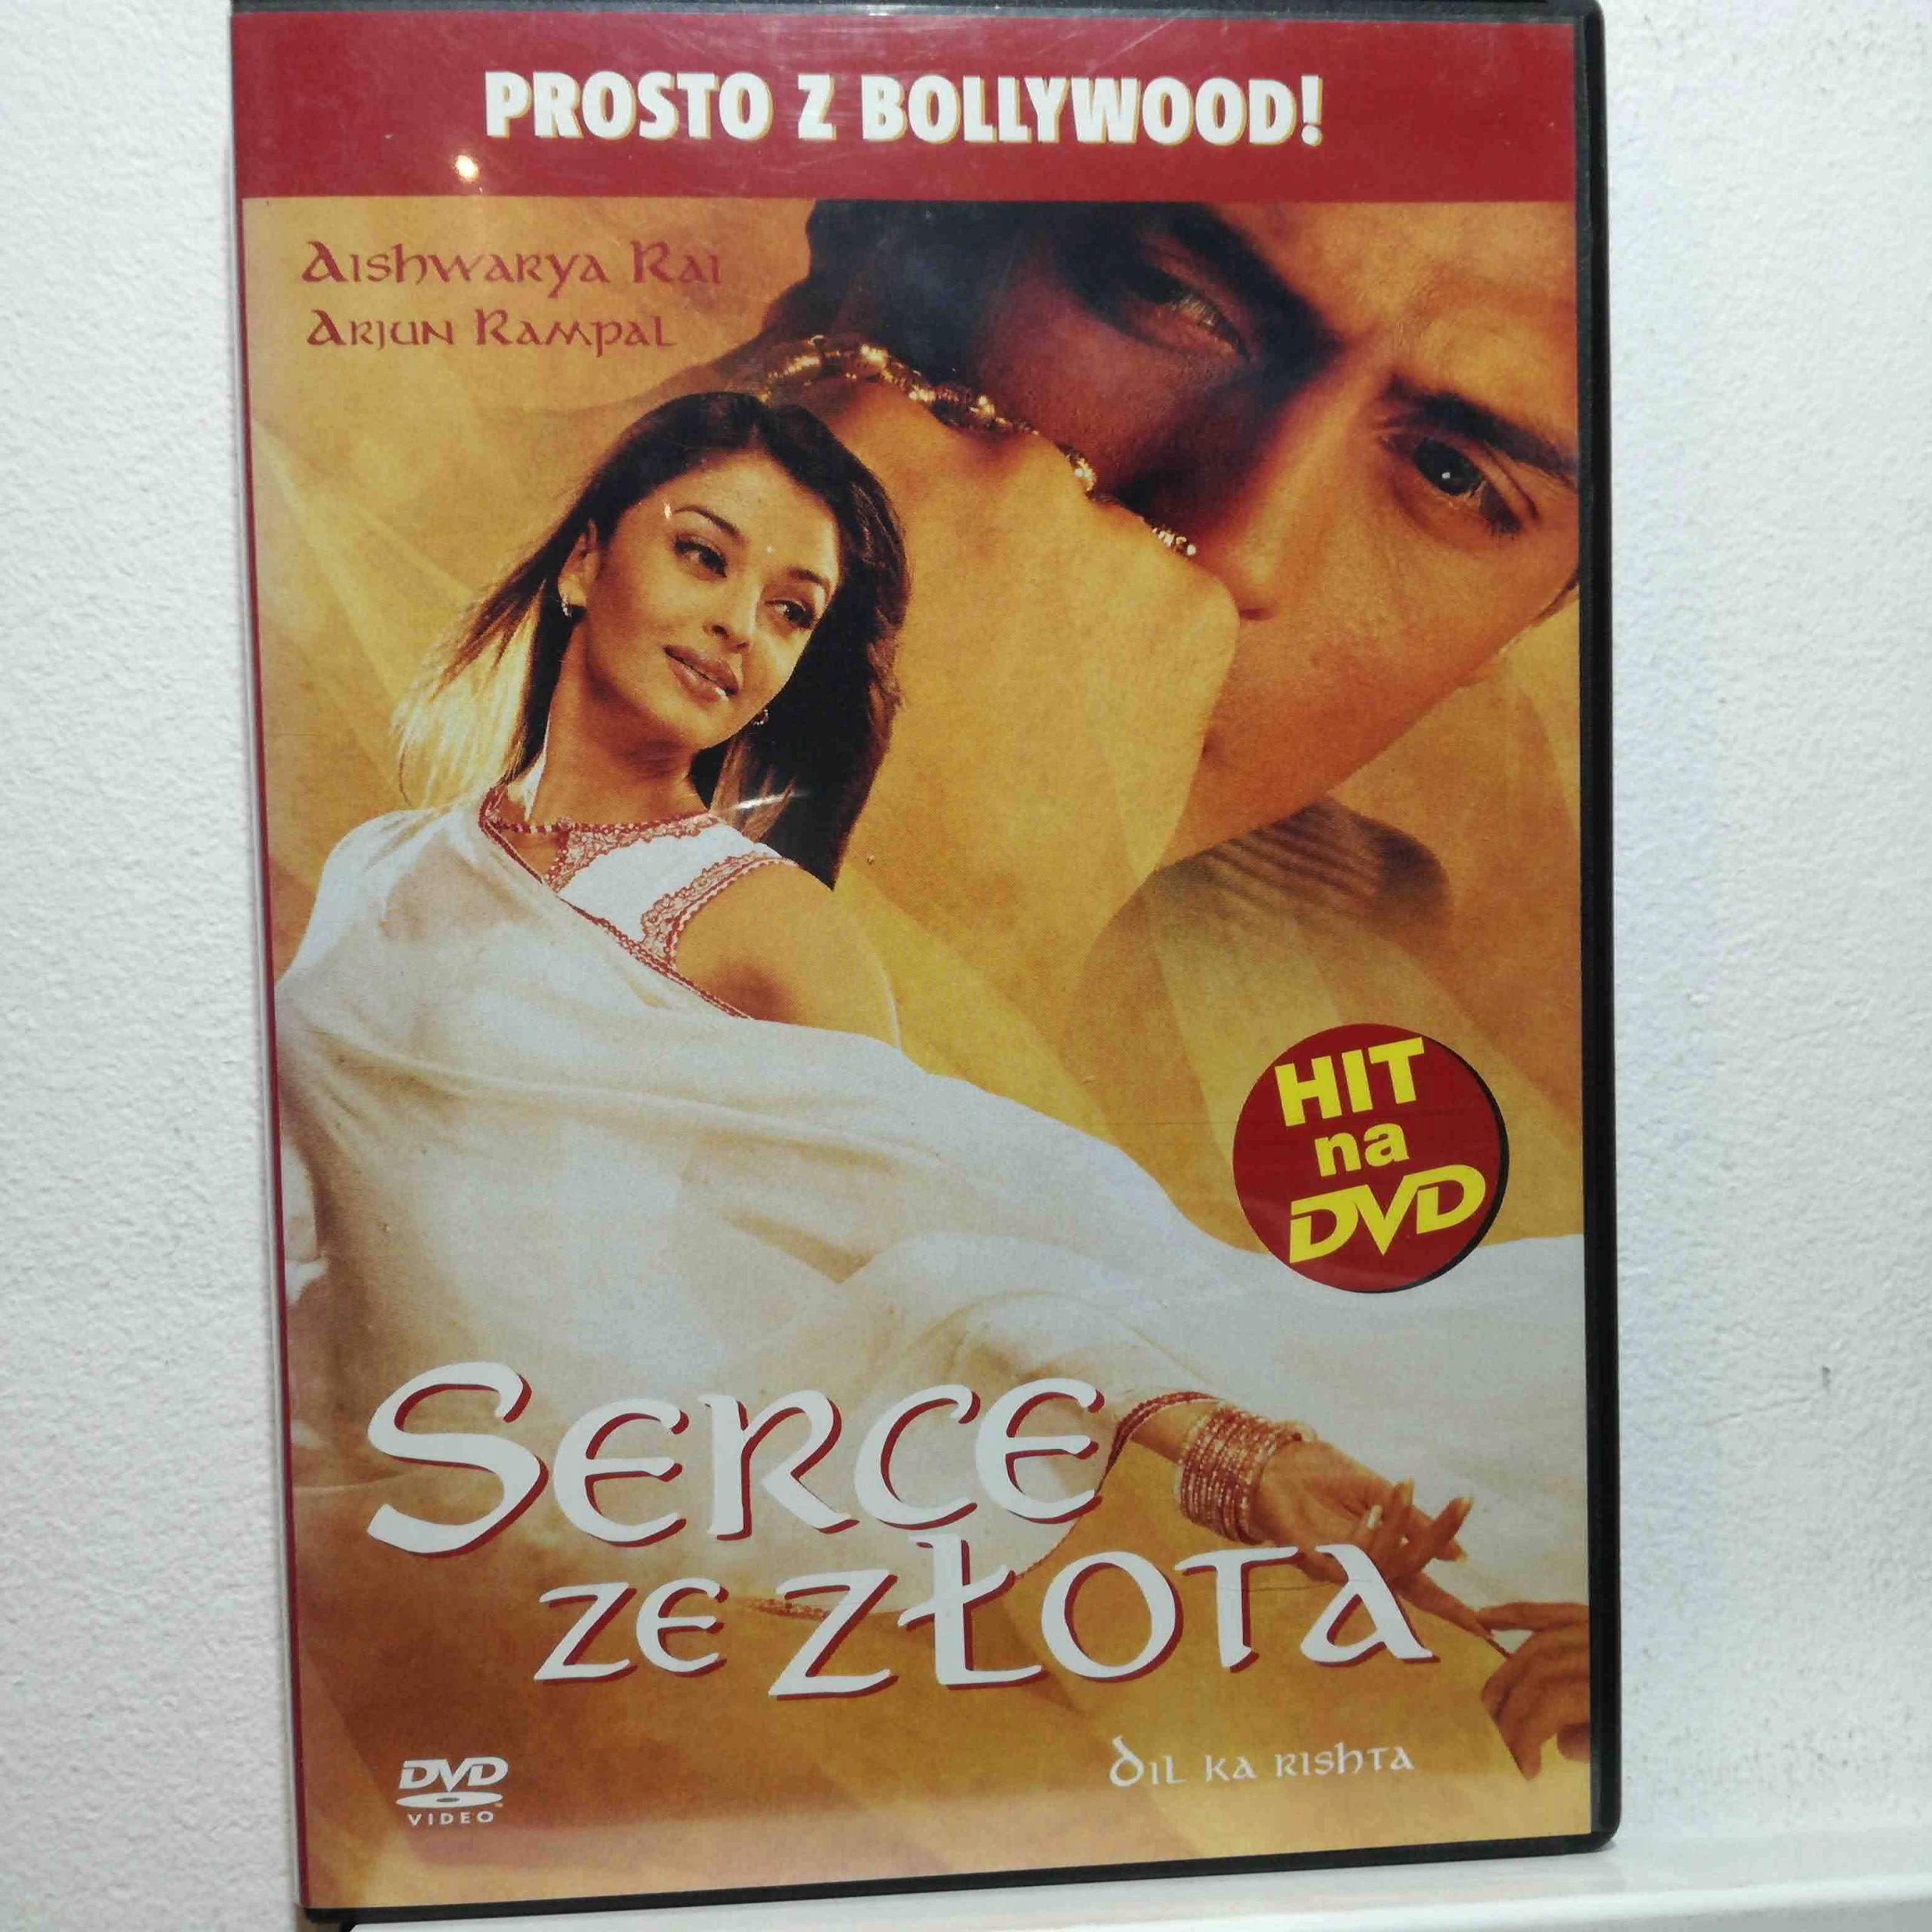 PROSTO Z BOLLYWOOD!
Aishwarya Rai
Arjun Rampal
HIT
na
DVD
Serce
ze złota
Dil ka rishta
DVD
VIDEO